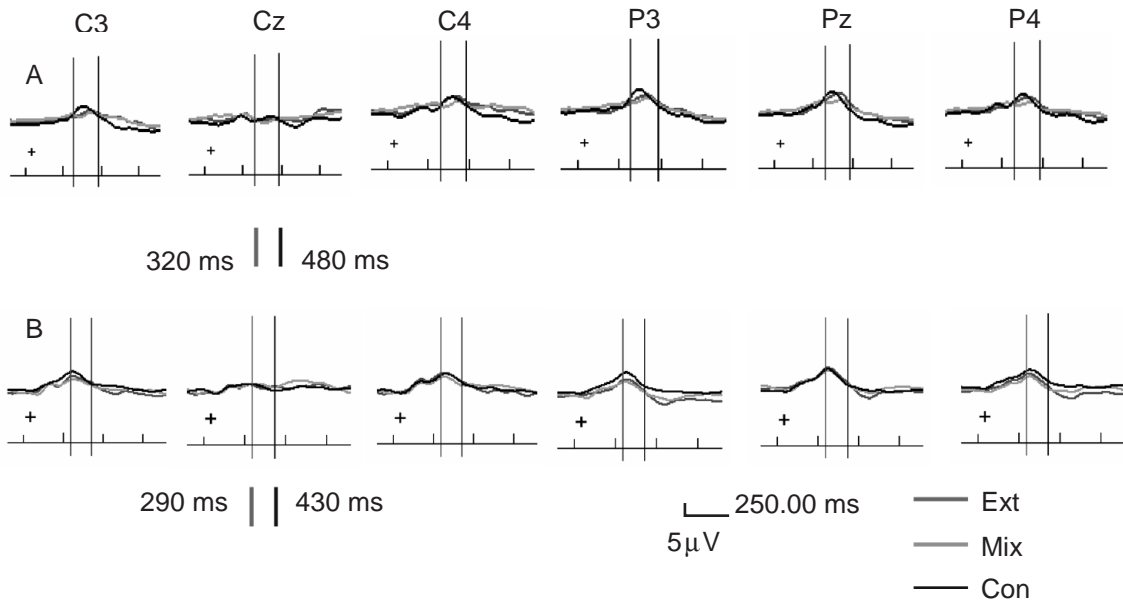 C3 Cz C4 P3 Pz P4
A
+ + + + + +
320 ms 480 ms
B
+ + + + + +
290 ms 430 ms
250.00 ms
5μV
Ext
Mix
Con